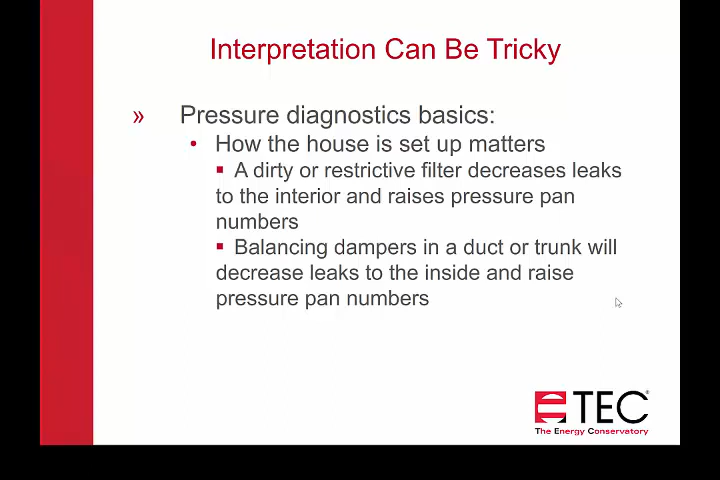 Interpretation Can Be Tricky
» Pressure diagnostics basics:
• How the house is set up matters
▪ A dirty or restrictive filter decreases leaks
to the interior and raises pressure pan
numbers
▪ Balancing dampers in a duct or trunk will
decrease leaks to the inside and raise
pressure pan numbers
TEC®
The Energy Conservatory